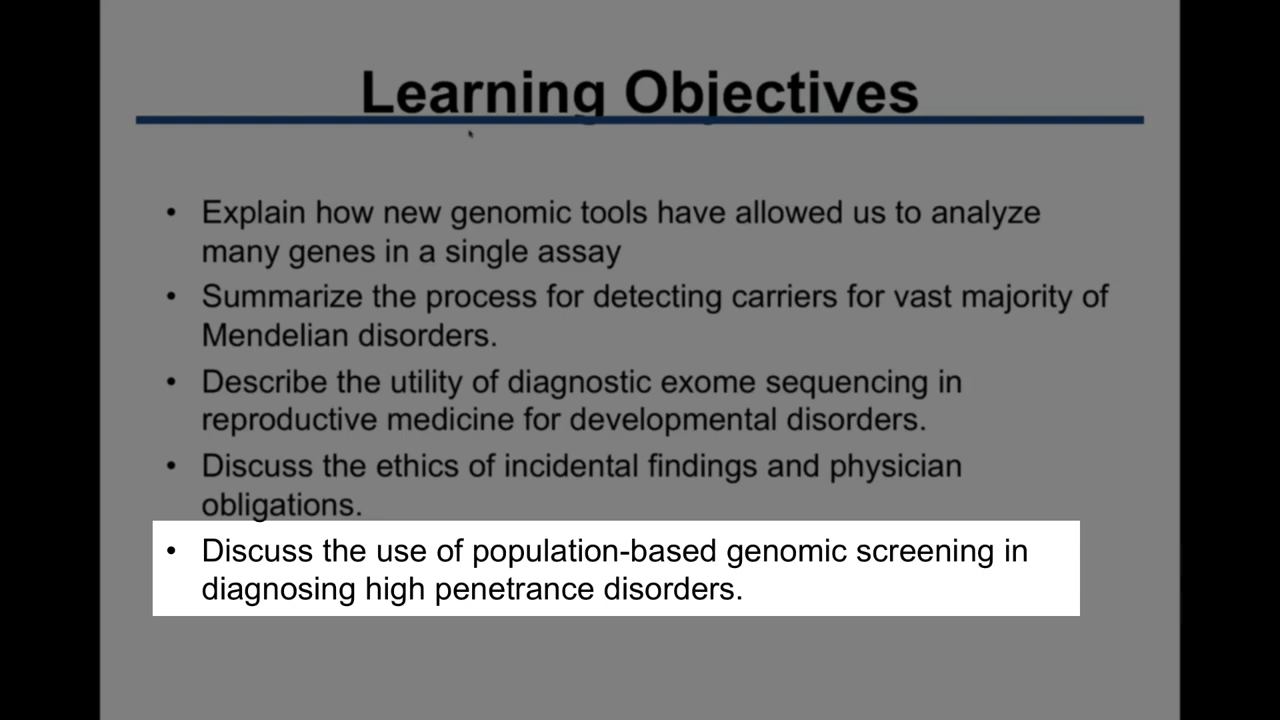 Learning Objectives
• Explain how new genomic tools have allowed us to analyze
many genes in a single assay
• Summarize the process for detecting carriers for vast majority of
Mendelian disorders.
• Describe the utility of diagnostic exome sequencing in
reproductive medicine for developmental disorders.
• Discuss the ethics of incidental findings and physician
obligations.
• Discuss the use of population-based genomic screening in
diagnosing high penetrance disorders.